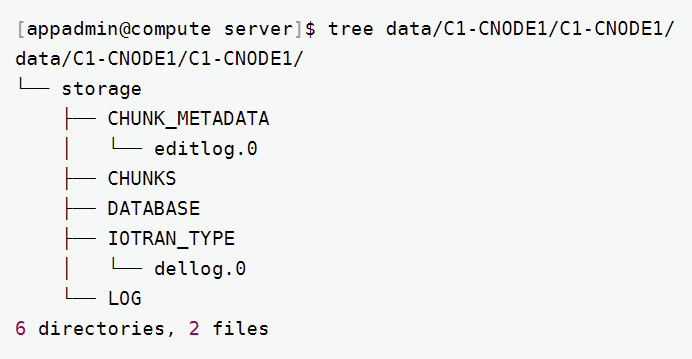 [appadmin@compute server]$ tree data/C1-CNODE1/C1-CNODE1/
data/C1-CNODE1/C1-CNODE1/
└── storage
    ├── CHUNK_METADATA
    │   └── editlog.0
    ├── CHUNKS
    ├── DATABASE
    ├── IOTRAN_TYPE
    │   └── dellog.0
    └── LOG
6 directories, 2 files